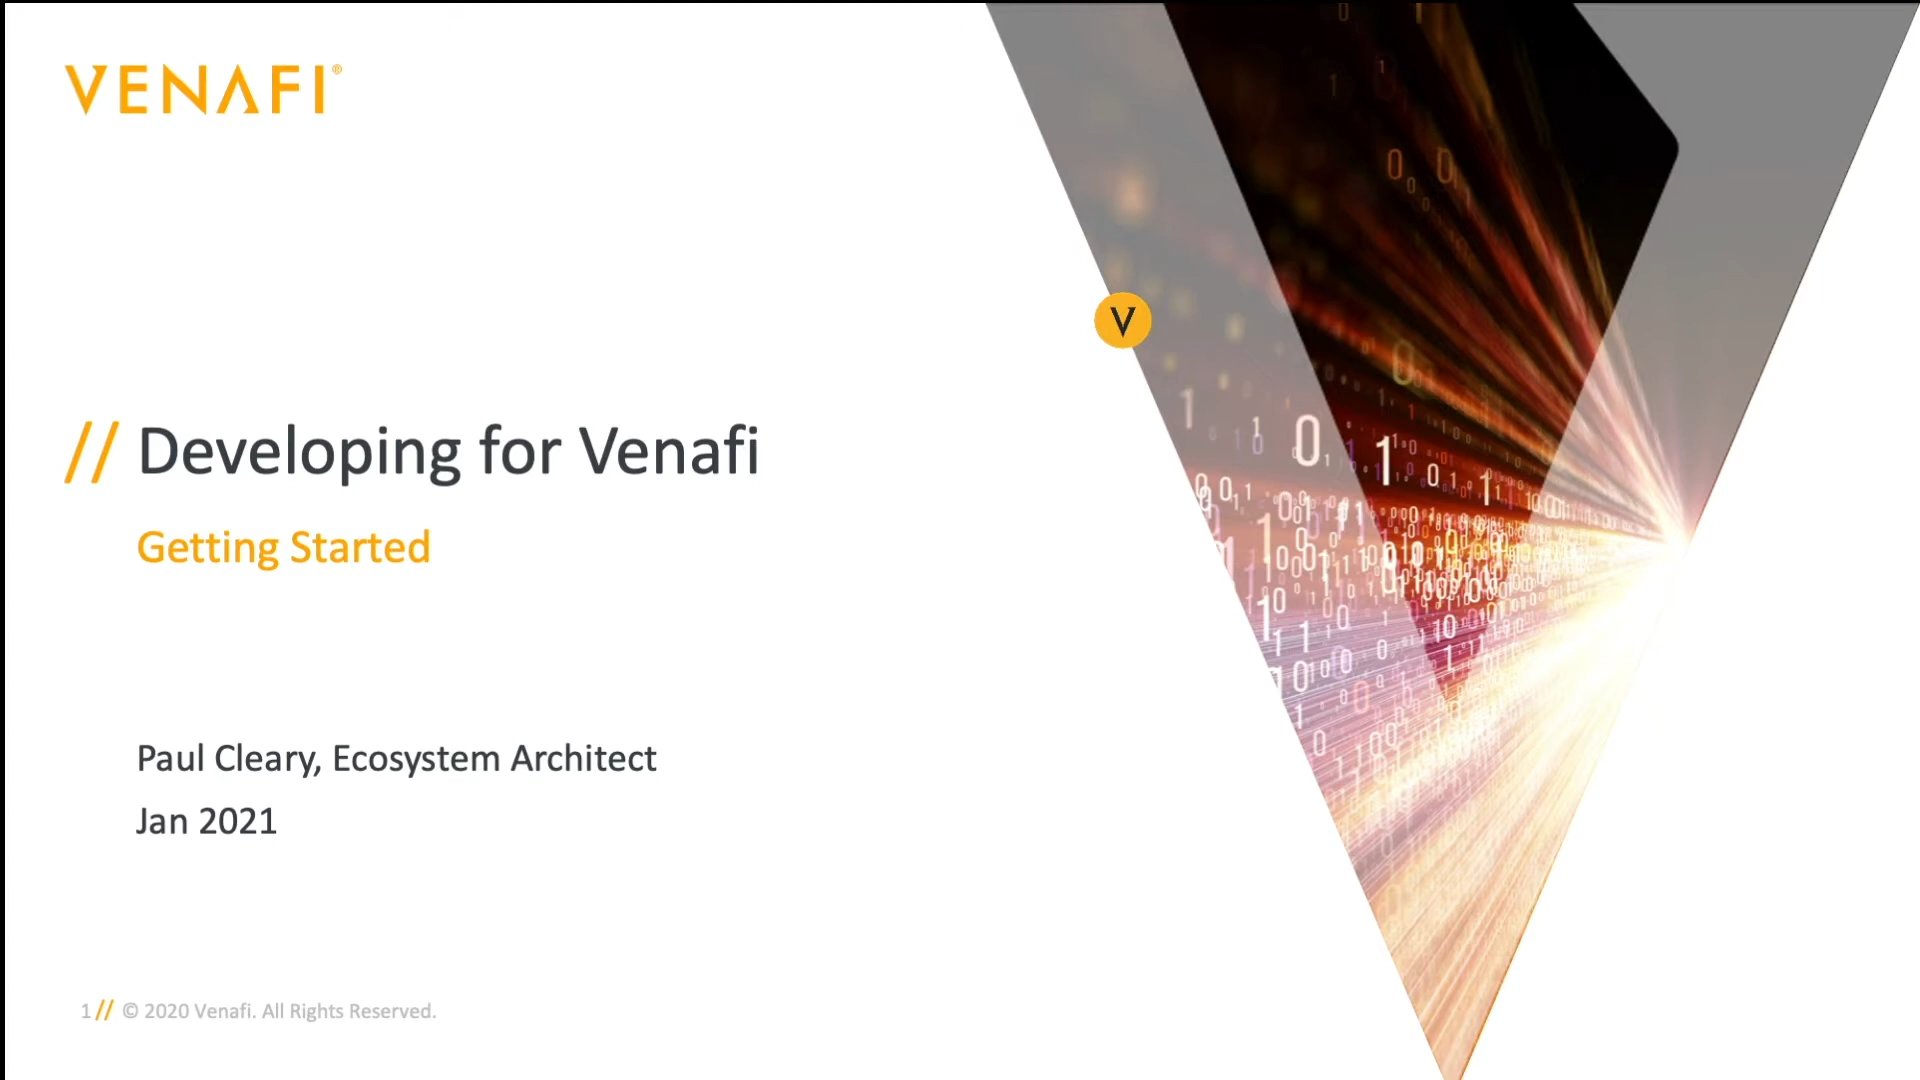 VENAFI®
V
// Developing for Venafi
Getting Started
Paul Cleary, Ecosystem Architect
Jan 2021
1 // © 2020 Venafi. All Rights Reserved.